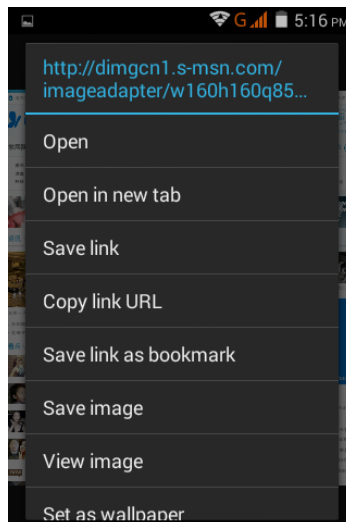 G 5:16 PM
http://dimgcn1.s-msn.com/
imageadapter/w160h160q85...
Open
Open in new tab
Save link
Copy link URL
Save link as bookmark
Save image
View image
Set as wallpaper